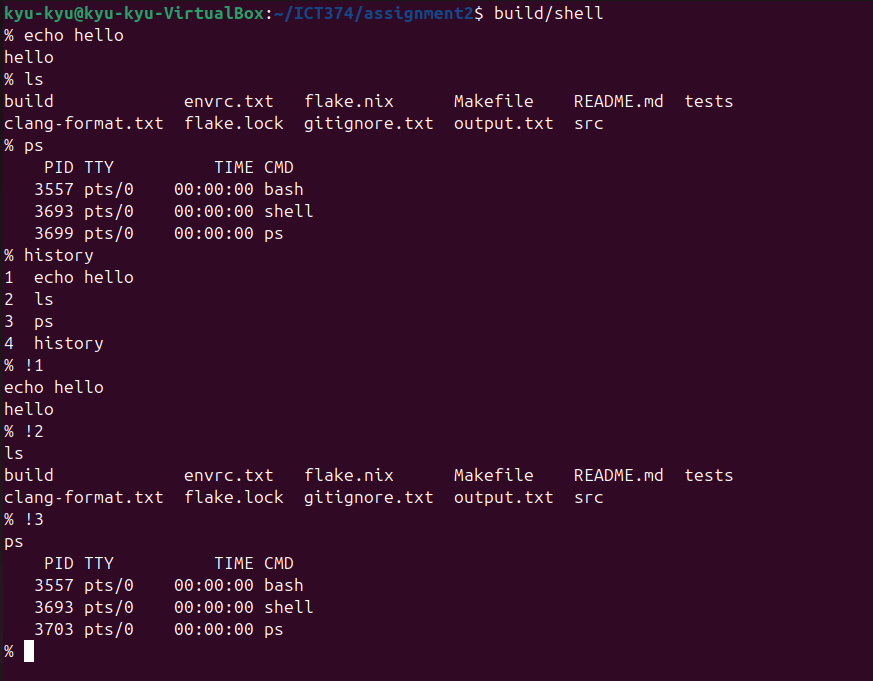 kyu-kyu@kyu-kyu-VirtualBox:~/ICT374/assignment2$ build/shell
% echo hello
hello
% ls
build             envrc.txt   flake.nix      Makefile    README.md  tests
clang-format.txt  flake.lock  gitignore.txt  output.txt  src
% ps
    PID TTY          TIME CMD
   3557 pts/0    00:00:00 bash
   3693 pts/0    00:00:00 shell
   3699 pts/0    00:00:00 ps
% history
1  echo hello
2  ls
3  ps
4  history
% !1
echo hello
hello
% !2
ls
build             envrc.txt   flake.nix      Makefile    README.md  tests
clang-format.txt  flake.lock  gitignore.txt  output.txt  src
% !3
ps
    PID TTY          TIME CMD
   3557 pts/0    00:00:00 bash
   3693 pts/0    00:00:00 shell
   3703 pts/0    00:00:00 ps
%